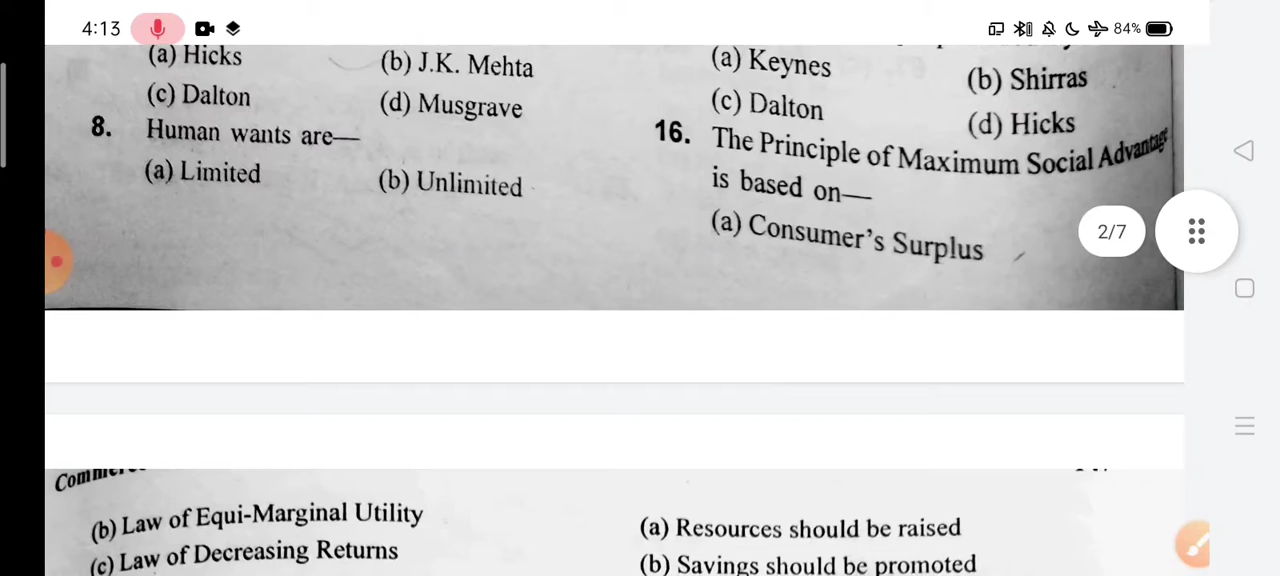 4:13
84%
(a) Hicks
(b) J.K. Mehta
(c) Dalton
(d) Musgrave
8. Human wants are—
(a) Limited
(b) Unlimited
(a) Keynes
(b) Shirras
(c) Dalton
(d) Hicks
16. The Principle of Maximum Social Advantage
is based on—
(a) Consumer's Surplus
2/7
(b) Law of Equi-Marginal Utility
(c) Law of Decreasing Returns
(a) Resources should be raised
(b) Savings should be promoted